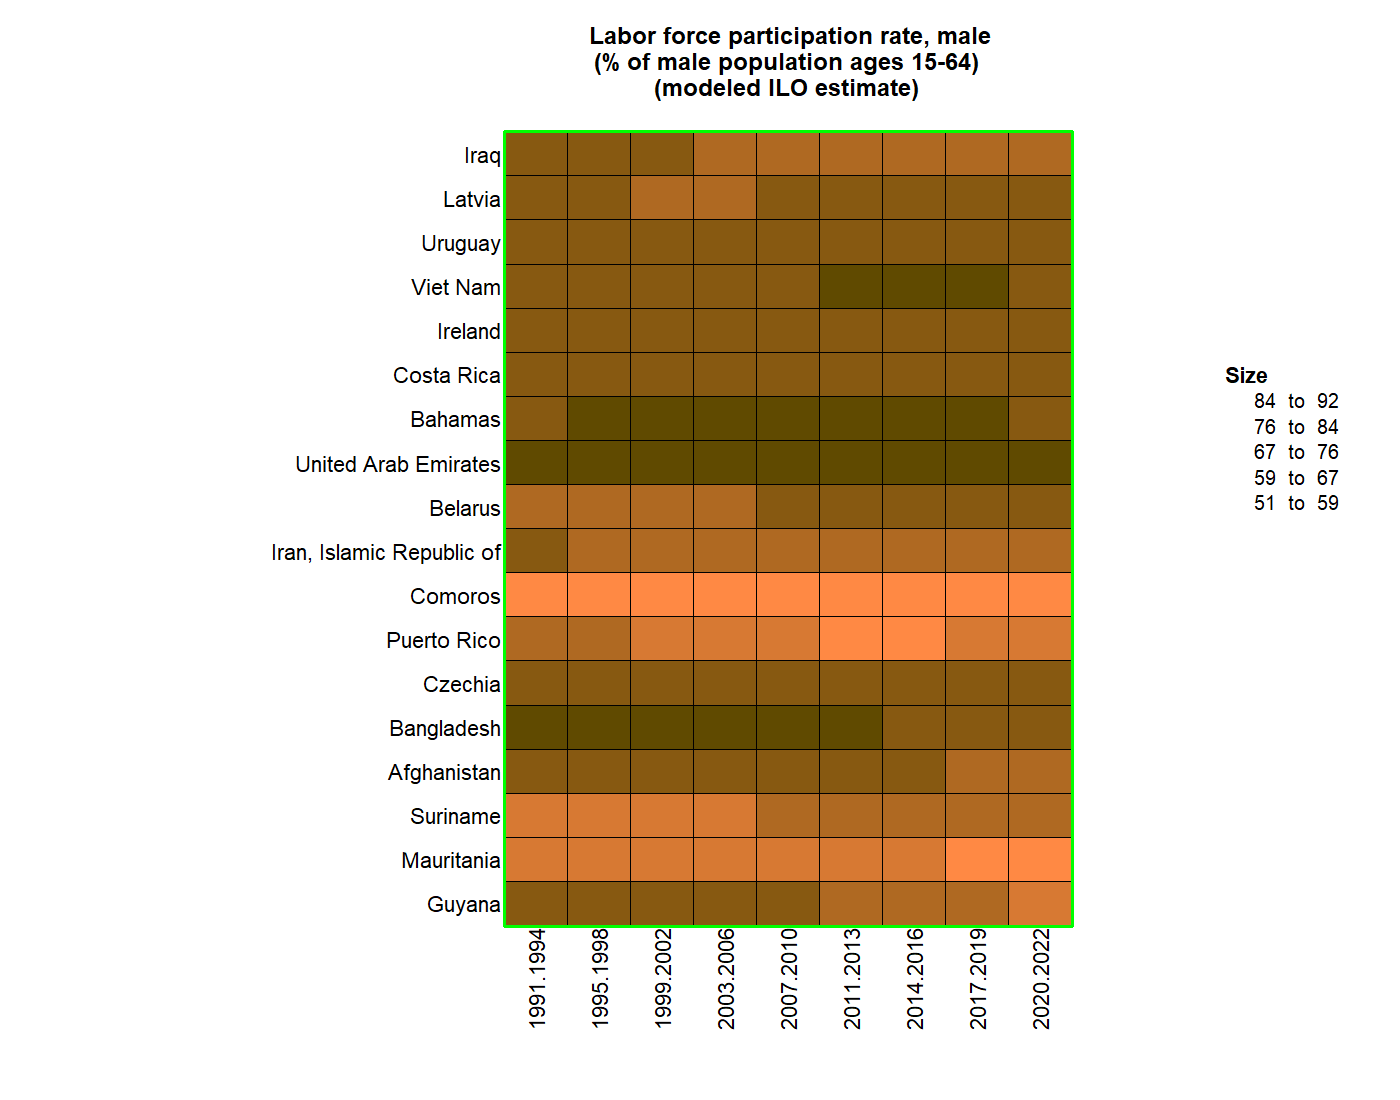 Labor force participation rate, male
(% of male population ages 15-64)
(modeled ILO estimate)
Iraq
Latvia
Uruguay
Viet Nam
Ireland
Costa Rica
Bahamas
United Arab Emirates
Belarus
Iran, Islamic Republic of
Comoros
Puerto Rico
Czechia
Bangladesh
Afghanistan
Suriname
Mauritania
Guyana
1991.1994
1995.1998
1999.2002
2003.2006
2007.2010
2011.2013
2014.2016
2017.2019
2020.2022
Size
84 to 92
76 to 84
67 to 76
59 to 67
51 to 59